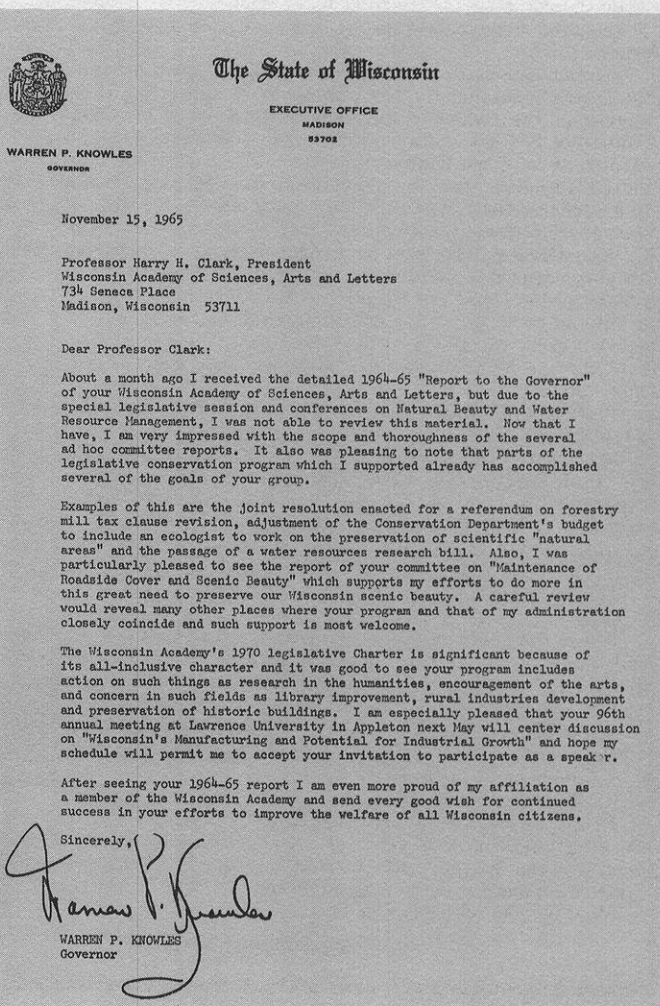 The State of Wisconsin
EXECUTIVE OFFICE
MADISON
53702
WARREN P. KNOWLES
GOVERNOR
November 15, 1965
Professor Harry H. Clark, President
Wisconsin Academy of Sciences, Arts and Letters
734 Seneca Place
Madison, Wisconsin 53711
Dear Professor Clark:
About a month ago I received the detailed 1964-65 "Report to the Governor"
of your Wisconsin Academy of Sciences, Arts and Letters, but due to the
special legislative session and conferences on Natural Beauty and Water
Resource Management, I was not able to review this material. Now that I
have, I am very impressed with the scope and thoroughness of the several
ad hoc committee reports. It also was pleasing to note that parts of the
legislative conservation program which I supported already has accomplished
several of the goals of your group.
Examples of this are the joint resolution enacted for a referendum on forestry
mill tax clause revision, adjustment of the Conservation Department's budget
to include an ecologist to work on the preservation of scientific "natural
areas" and the passage of a water resources research bill. Also, I was
particularly pleased to see the report of your committee on "Maintenance of
Roadside Cover and Scenic Beauty" which supports my efforts to do more in
this great need to preserve our Wisconsin scenic beauty. A careful review
would reveal many other places where your program and that of my administration
closely coincide and such support is most welcome.
The Wisconsin Academy's 1970 legislative Charter is significant because of
its all-inclusive character and it was good to see your program includes
action on such things as research in the humanities, encouragement of the arts,
and concern in such fields as library improvement, rural industries development
and preservation of historic buildings. I am especially pleased that your 96th
annual meeting at Lawrence University in Appleton next May will center discussion
on "Wisconsin's Manufacturing and Potential for Industrial Growth" and hope my
schedule will permit me to accept your invitation to participate as a speaker.
After seeing your 1964-65 report I am even more proud of my affiliation as
a member of the Wisconsin Academy and send every good wish for continued
success in your efforts to improve the welfare of all Wisconsin citizens.
Sincerely,
Warren P. Knowles
WARREN P. KNOWLES
Governor